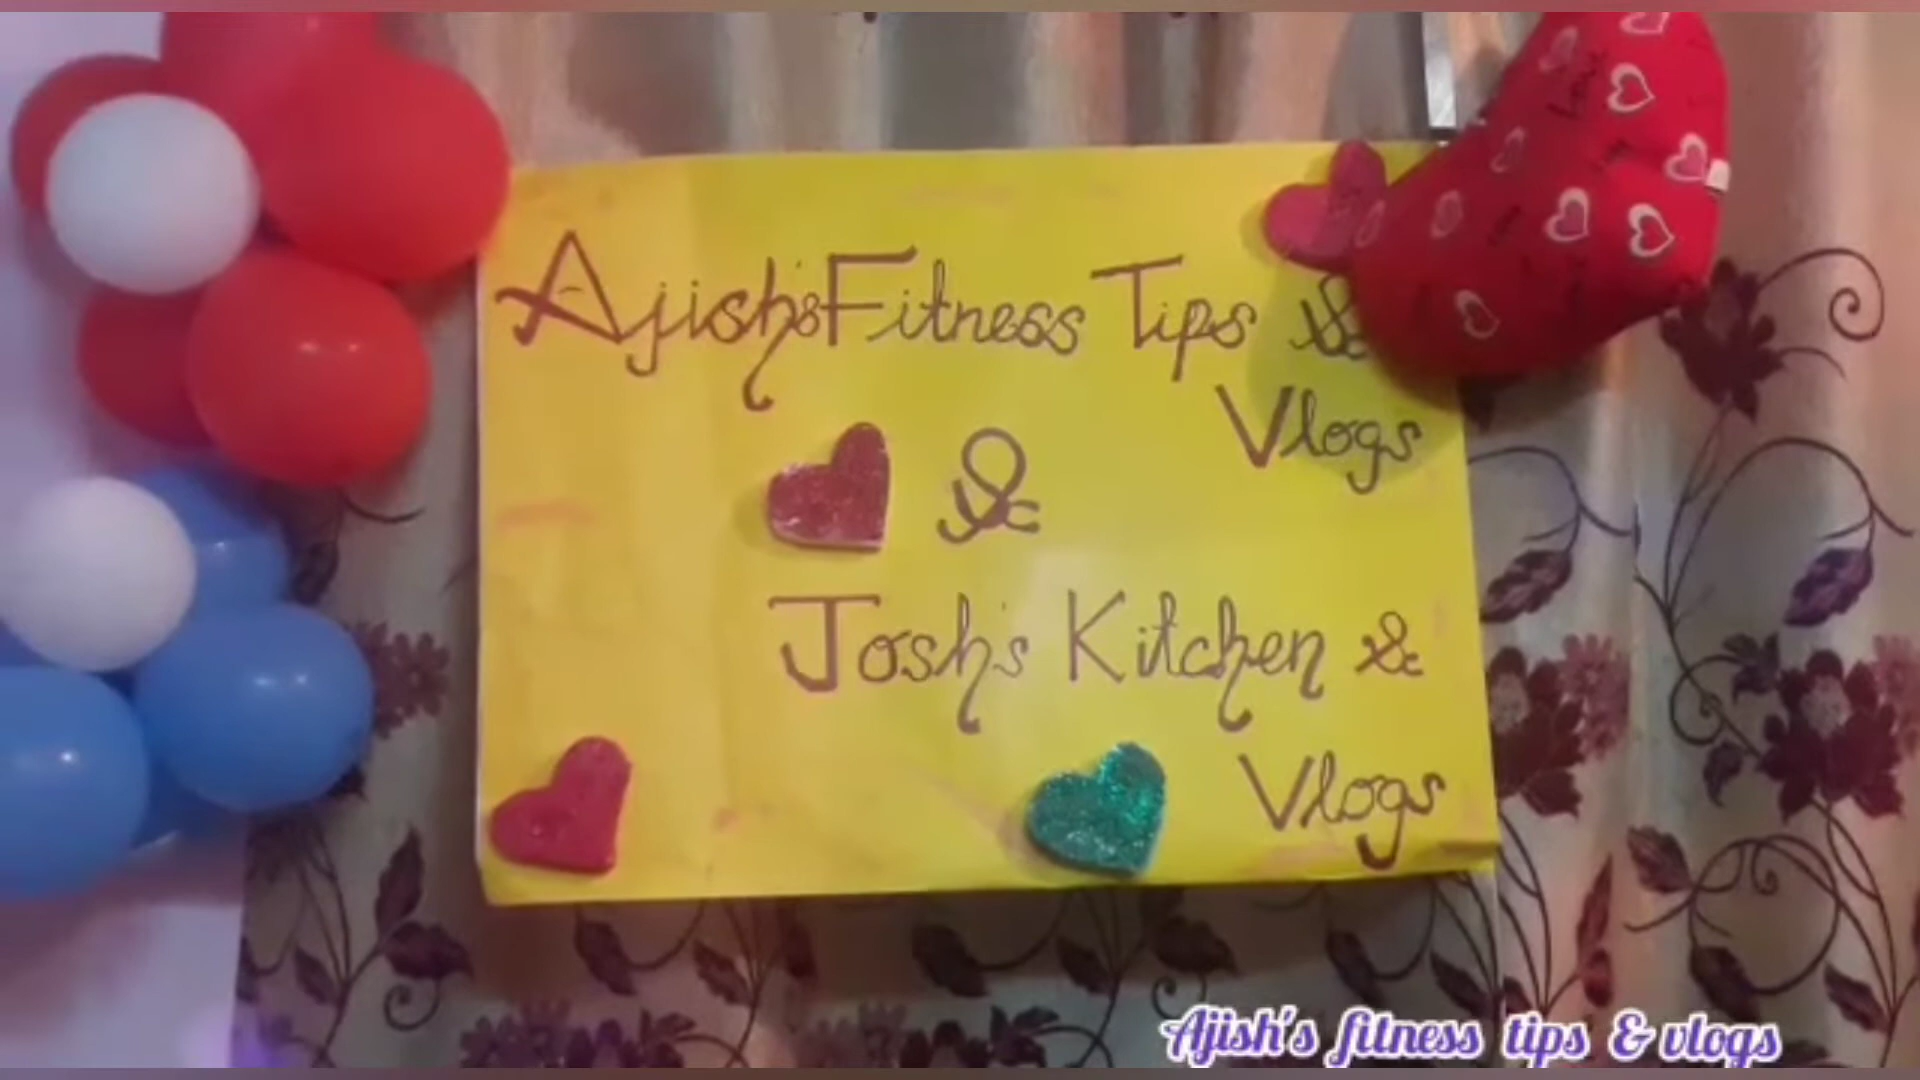 Ajish's Fitness Tips &
Vlogs
&
Josh's Kitchen &
Vlogs
Ajish's fitness tips & vlogs